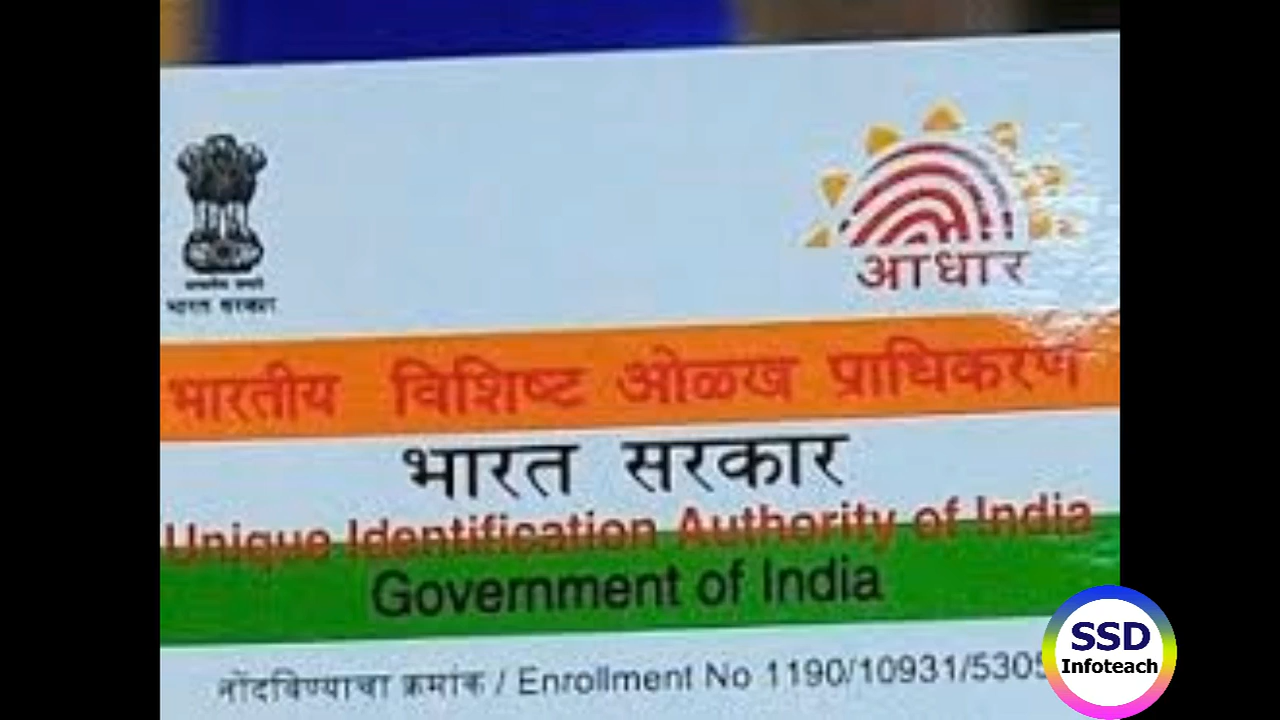 आधार
भारत सरकार
भारतीय विशिष्ट ओळख प्राधिकरण
भारत सरकार
Unique Identification Authority of India
Government of India
नोंदविण्याचा क्रमांक / Enrollment No 1190/10931/5305
SSD
Infoteach